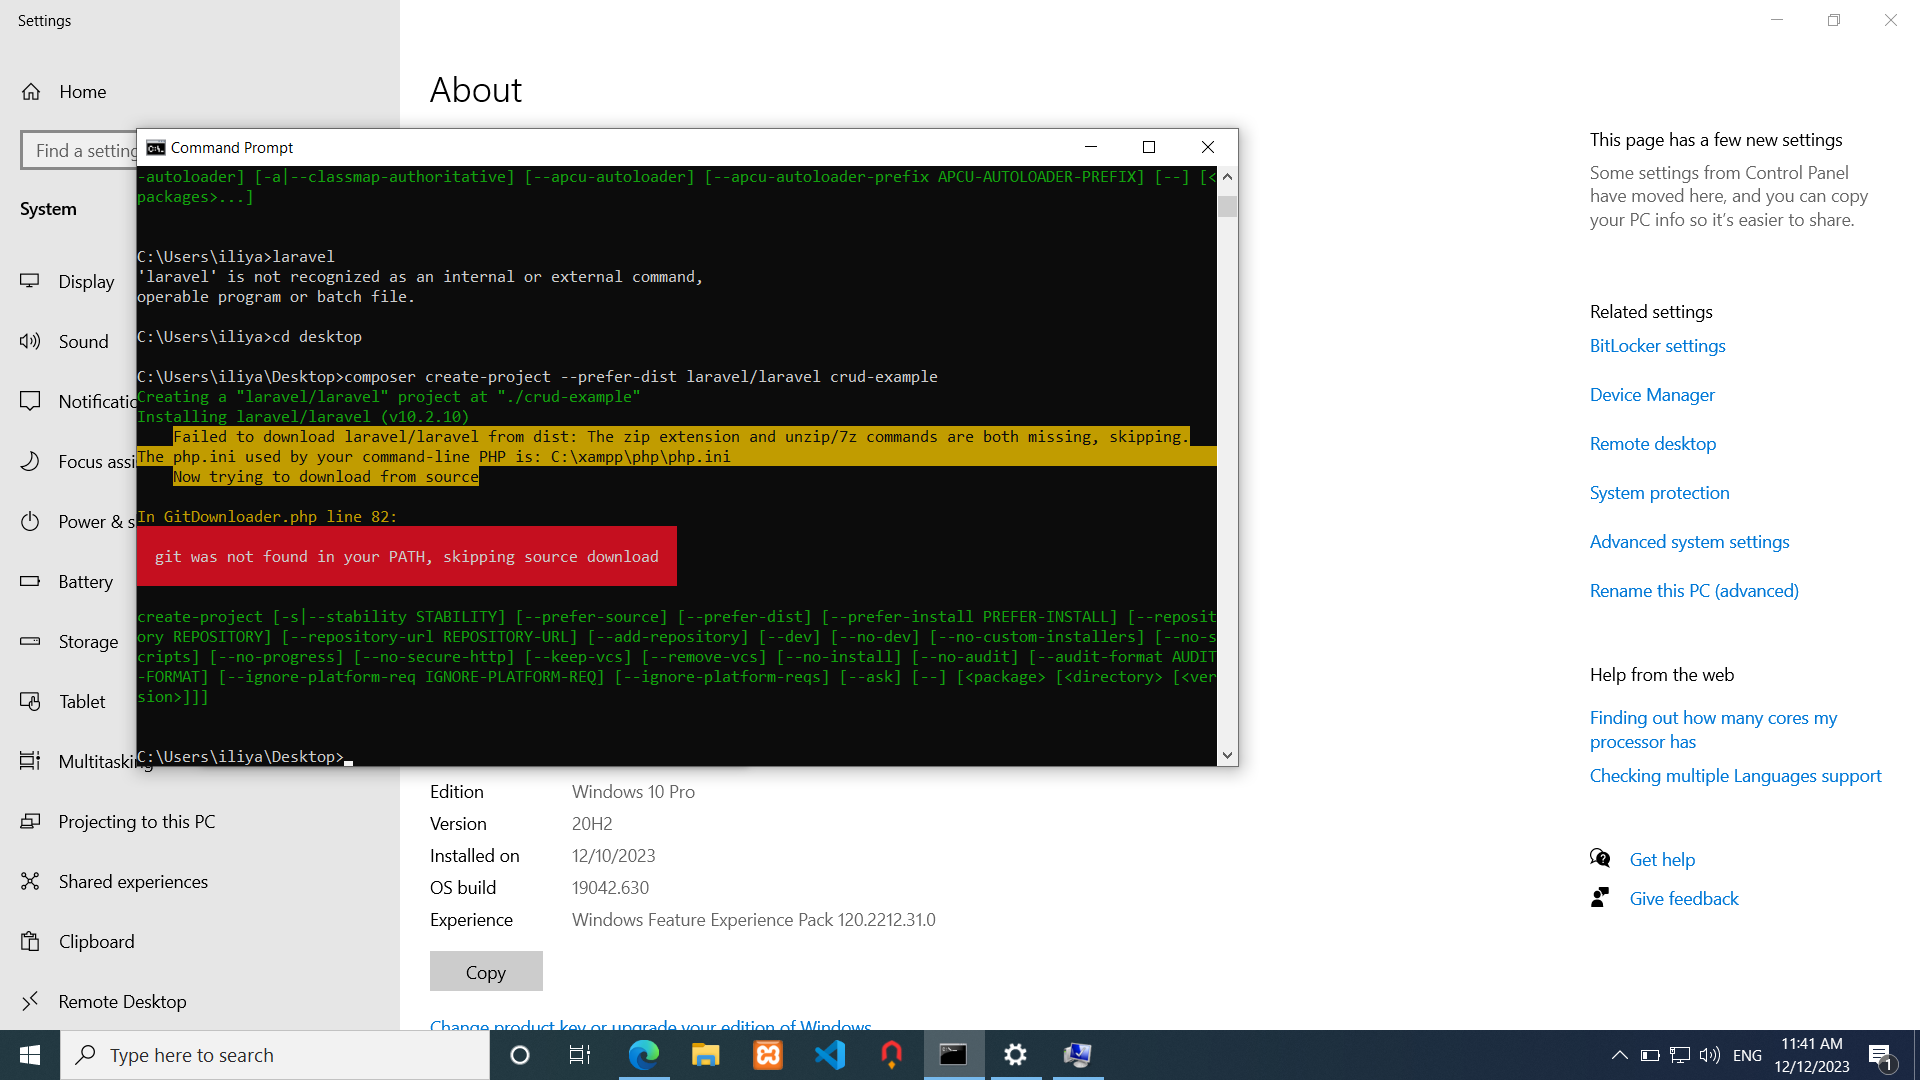 Settings
Home
Find a setting
System
Display
Sound
Notificatio
Focus assi
Power & s
Battery
Storage
Tablet
Multitasking
Projecting to this PC
Shared experiences
Clipboard
Remote Desktop
About
Command Prompt
-autoloader] [-a|--classmap-authoritative] [--apcu-autoloader] [--apcu-autoloader-prefix APCU-AUTOLOADER-PREFIX] [--] [<
packages>...]
C:\Users\iliya>laravel
'laravel' is not recognized as an internal or external command,
operable program or batch file.
C:\Users\iliya>cd desktop
C:\Users\iliya\Desktop>composer create-project --prefer-dist laravel/laravel crud-example
Creating a "laravel/laravel" project at "./crud-example"
Installing laravel/laravel (v10.2.10)
Failed to download laravel/laravel from dist: The zip extension and unzip/7z commands are both missing, skipping.
The php.ini used by your command-line PHP is: C:\xampp\php\php.ini
Now trying to download from source
In GitDownloader.php line 82:
git was not found in your PATH, skipping source download
create-project [-s|--stability STABILITY] [--prefer-source] [--prefer-dist] [--prefer-install PREFER-INSTALL] [--reposit
ory REPOSITORY] [--repository-url REPOSITORY-URL] [--add-repository] [--dev] [--no-dev] [--no-custom-installers] [--no-s
cripts] [--no-progress] [--no-secure-http] [--keep-vcs] [--remove-vcs] [--no-install] [--no-audit] [--audit-format AUDIT
-FORMAT] [--ignore-platform-req IGNORE-PLATFORM-REQ] [--ignore-platform-reqs] [--ask] [--] [<package> [<directory> [<ver
sion>]]]
C:\Users\iliya\Desktop>
Edition Windows 10 Pro
Version 20H2
Installed on 12/10/2023
OS build 19042.630
Experience Windows Feature Experience Pack 120.2212.31.0
Copy
Change product key or upgrade your edition of Windows
This page has a few new settings
Some settings from Control Panel
have moved here, and you can copy
your PC info so it's easier to share.
Related settings
BitLocker settings
Device Manager
Remote desktop
System protection
Advanced system settings
Rename this PC (advanced)
Help from the web
Finding out how many cores my
processor has
Checking multiple Languages support
Get help
Give feedback
Type here to search
ENG
11:41 AM
12/12/2023
1